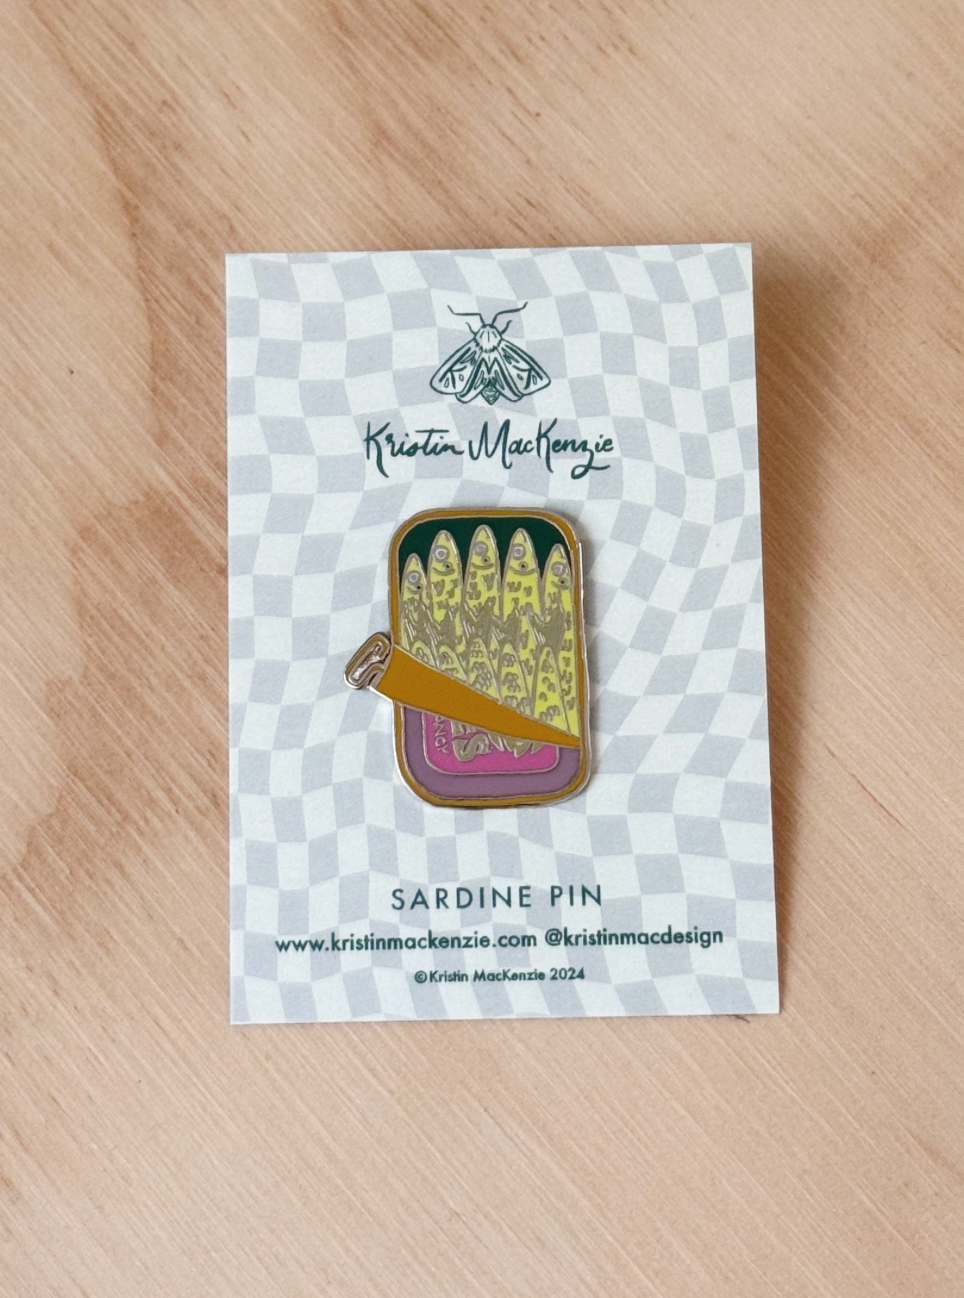 Kristin MacKenzie
SARDINE PIN
www.kristinmackenzie.com @kristinmacdesign
©Kristin MacKenzie 2024